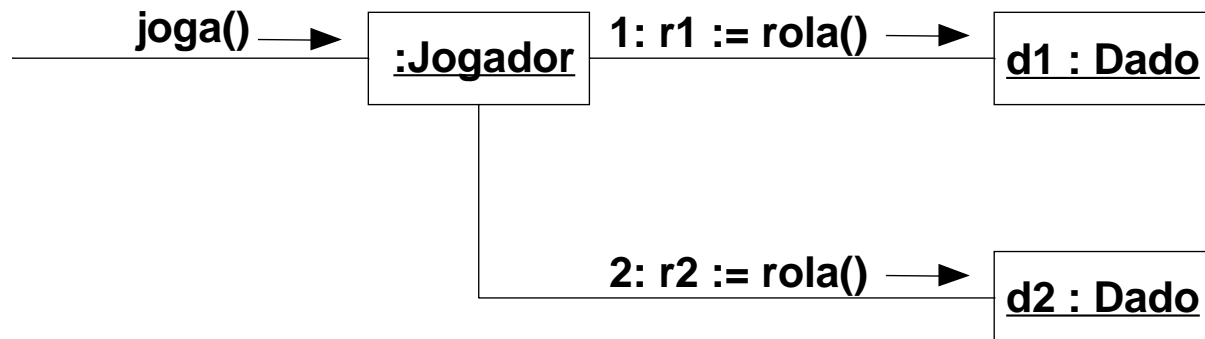 joga()
:Jogador
1: r1 := rola()
d1 : Dado
2: r2 := rola()
d2 : Dado